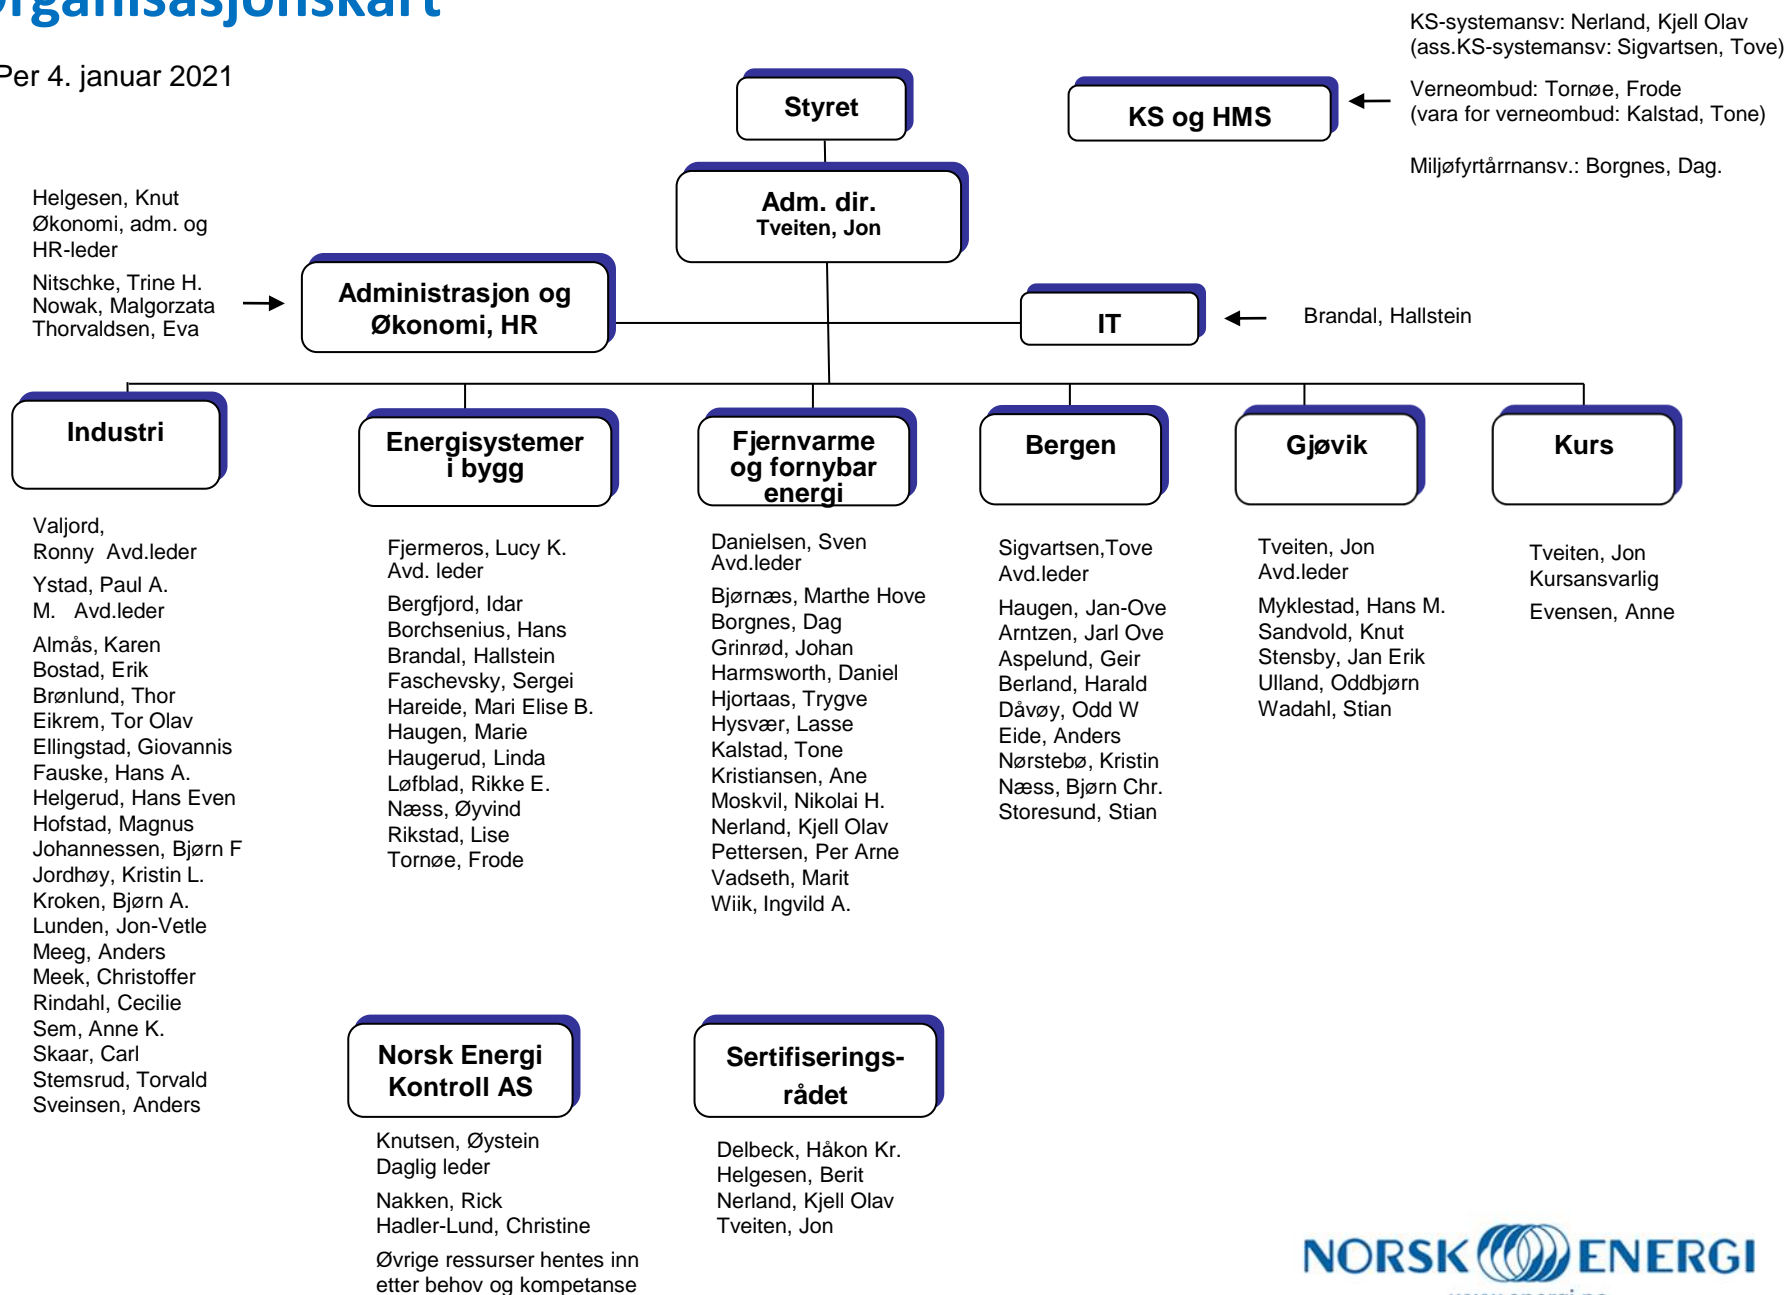 Organisasjonskart
Per 4. januar 2021
KS-systemansv: Nerland, Kjell Olav
(ass.KS-systemansv: Sigvartsen, Tove)
Verneombud: Tornøe, Frode
(vara for verneombud: Kalstad, Tone)
Miljøfyrtårrnansv.: Borgnes, Dag.
Styret
KS og HMS
Adm. dir.
Tveiten, Jon
Helgesen, Knut
Økonomi, adm. og
HR-leder
Nitschke, Trine H.
Nowak, Malgorzata
Thorvaldsen, Eva
Administrasjon og
Økonomi, HR
IT
Brandal, Hallstein
Industri
Valjord,
Ronny Avd.leder
Ystad, Paul A.
M. Avd.leder
Almås, Karen
Bostad, Erik
Brønlund, Thor
Eikrem, Tor Olav
Ellingstad, Giovannis
Fauske, Hans A.
Helgerud, Hans Even
Hofstad, Magnus
Johannessen, Bjørn F
Jordhøy, Kristin L.
Kroken, Bjørn A.
Lunden, Jon-Vetle
Meeg, Anders
Meek, Christoffer
Rindahl, Cecilie
Sem, Anne K.
Skaar, Carl
Stemsrud, Torvald
Sveinsen, Anders
Energisystemer
i bygg
Fjermeros, Lucy K.
Avd. leder
Bergfjord, Idar
Borchsenius, Hans
Brandal, Hallstein
Faschevsky, Sergei
Hareide, Mari Elise B.
Haugen, Marie
Haugerud, Linda
Løfblad, Rikke E.
Næss, Øyvind
Rikstad, Lise
Tornøe, Frode
Fjernvarme
og fornybar
energi
Danielsen, Sven
Avd.leder
Bjørnæs, Marthe Hove
Borgnes, Dag
Grinrød, Johan
Harmsworth, Daniel
Hjortaas, Trygve
Hysvær, Lasse
Kalstad, Tone
Kristiansen, Ane
Moskvil, Nikolai H.
Nerland, Kjell Olav
Pettersen, Per Arne
Vadseth, Marit
Wiik, Ingvild A.
Bergen
Sigvartsen,Tove
Avd.leder
Haugen, Jan-Ove
Arntzen, Jarl Ove
Aspelund, Geir
Berland, Harald
Dåvøy, Odd W
Eide, Anders
Nørstebø, Kristin
Næss, Bjørn Chr.
Storesund, Stian
Gjøvik
Tveiten, Jon
Avd.leder
Myklestad, Hans M.
Sandvold, Knut
Stensby, Jan Erik
Ulland, Oddbjørn
Wadahl, Stian
Kurs
Tveiten, Jon
Kursansvarlig
Evensen, Anne
Norsk Energi
Kontroll AS
Knutsen, Øystein
Daglig leder
Nakken, Rick
Hadler-Lund, Christine
Øvrige ressurser hentes inn
etter behov og kompetanse
Sertifiserings-
rådet
Delbeck, Håkon Kr.
Helgesen, Berit
Nerland, Kjell Olav
Tveiten, Jon
NORSK ENERGI